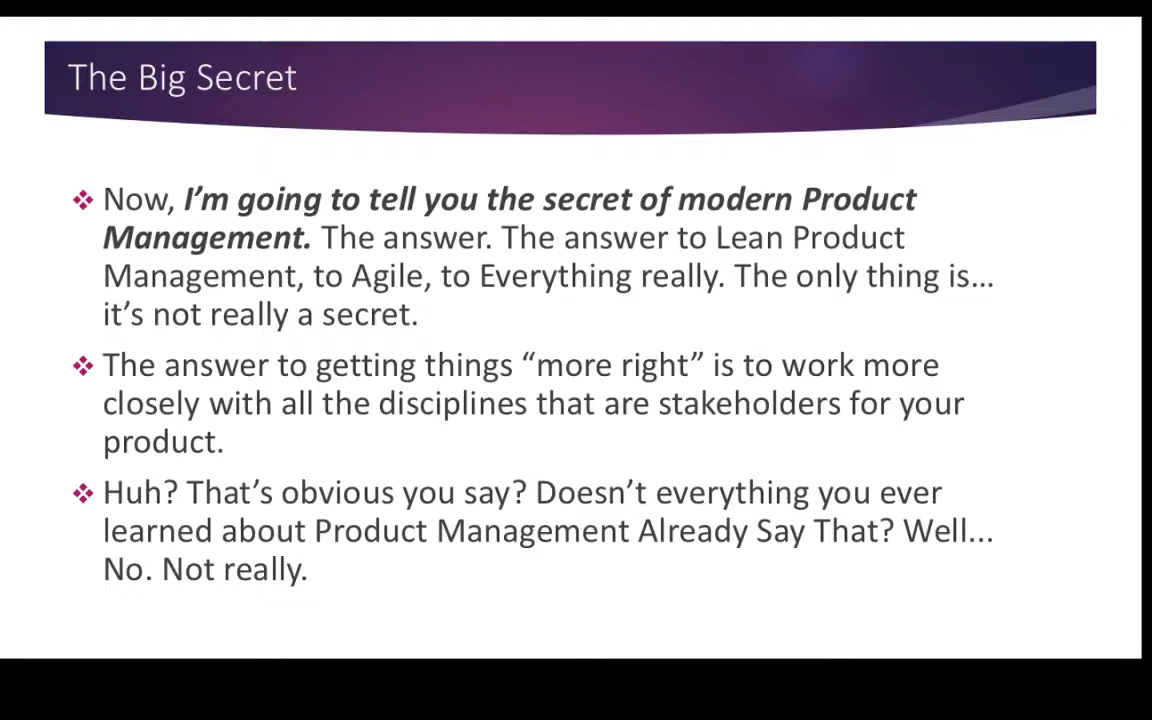 The Big Secret
Now, I’m going to tell you the secret of modern Product
Management. The answer. The answer to Lean Product
Management, to Agile, to Everything really. The only thing is…
it’s not really a secret.
The answer to getting things “more right” is to work more
closely with all the disciplines that are stakeholders for your
product.
Huh? That’s obvious you say? Doesn’t everything you ever
learned about Product Management Already Say That? Well...
No. Not really.